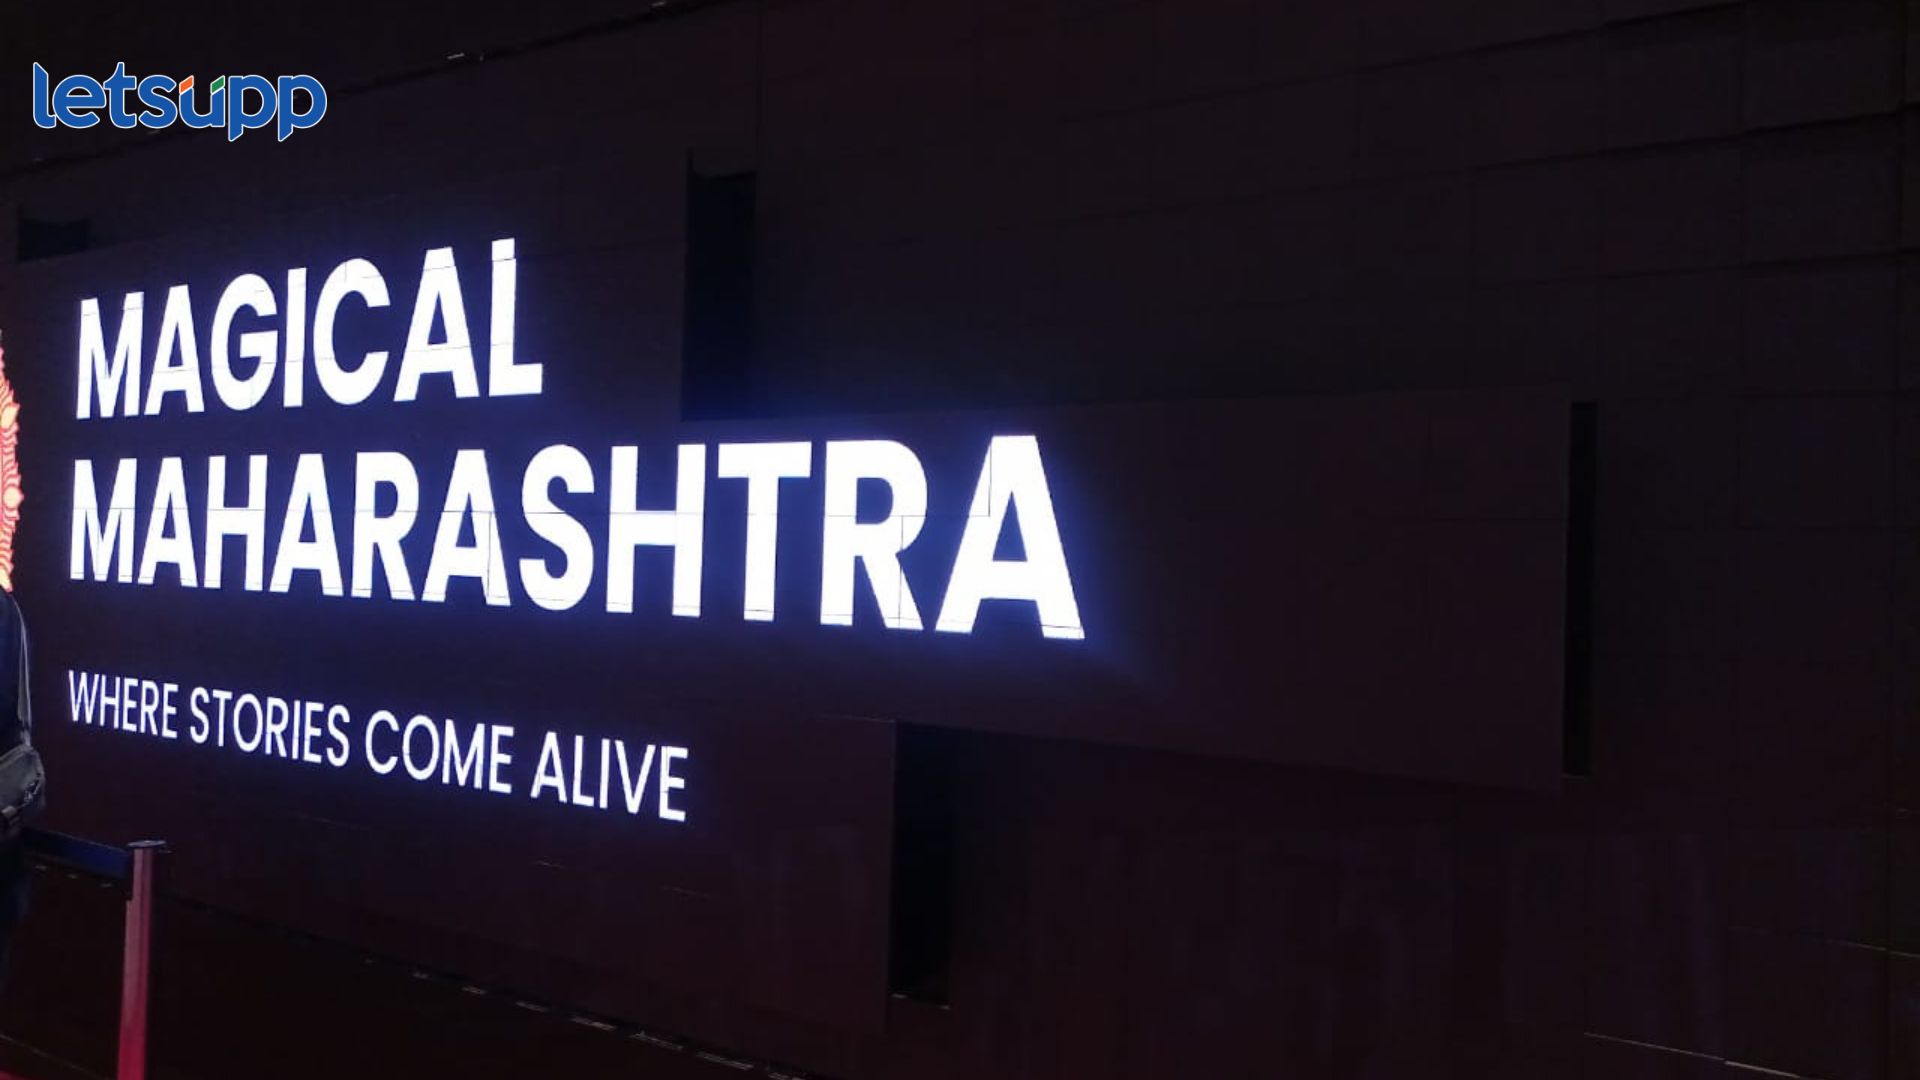 letsupp
MAGICAL
MAHARASHTRA
WHERE STORIES COME ALIVE